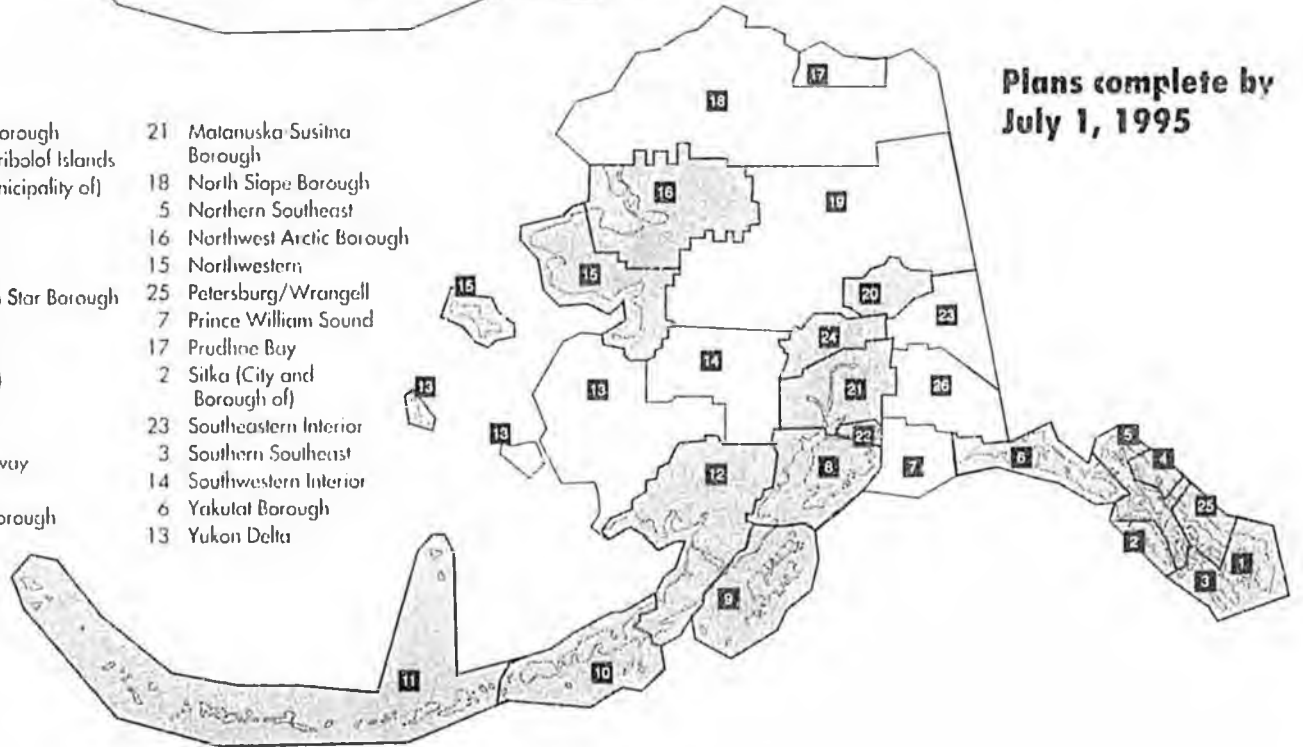 Plans complete by
July 1, 1995
orough
ribolof Islands
nicipality of)
Star Borough
)
way
orough
21 Matanuska-Susitna
Borough
18 North Slope Borough
5 Northern Southeast
16 Northwest Arctic Borough
15 Northwestern
25 Petersburg/Wrangell
7 Prince William Sound
17 Prudhoe Bay
2 Sitka (City and
Borough of)
23 Southeastern Interior
3 Southern Southeast
14 Southwestern Interior
6 Yakutat Borough
13 Yukon Delta
17
18
16
19
15
15
20
23
24
14
13
13
21
26
13
22
12
8
7
6
5
4
25
2
1
3
9
10
11